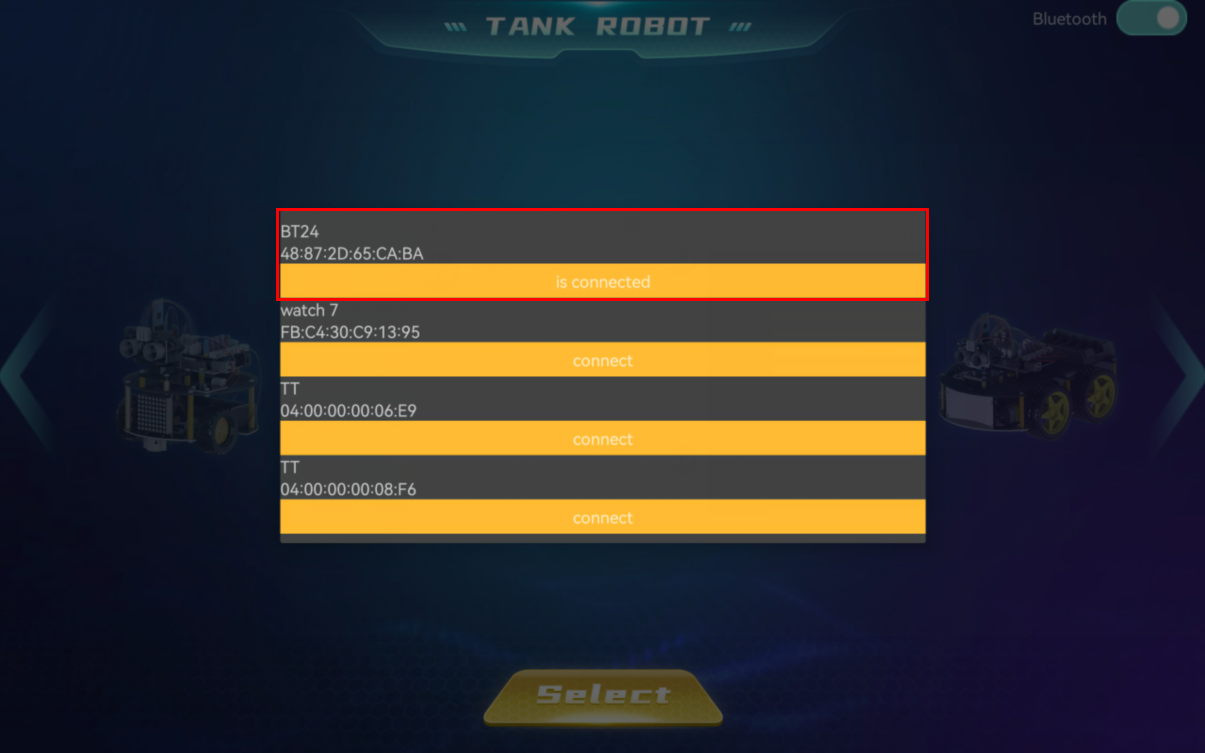 TANK ROBOT
Bluetooth
BT24
48:87:2D:65:CA:BA
is connected
watch 7
FB:C4:30:C9:13:95
connect
TT
04:00:00:00:06:E9
connect
TT
04:00:00:00:08:F6
connect
Select